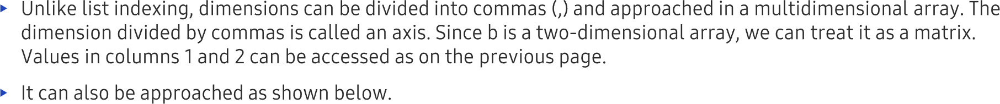 Unlike list indexing, dimensions can be divided into commas (,) and approached in a multidimensional array. The
dimension divided by commas is called an axis. Since b is a two-dimensional array, we can treat it as a matrix.
Values in columns 1 and 2 can be accessed as on the previous page.
It can also be approached as shown below.